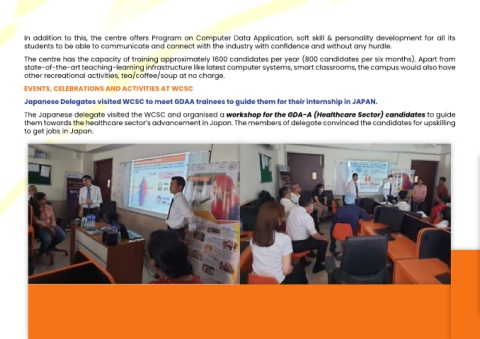 In addition to this, the centre offers Program on Computer Data Application, soft skill & personality development for all its
students to be able to communicate and connect with the industry with confidence and without any hurdle.
The centre has the capacity of training approximately 1600 candidates per year (800 candidates per six months). Apart from
state-of-the-art teaching-learning infrastructure like latest computer systems, smart classrooms, the campus would also have
other recreational activities, tea/coffee/soup at no charge.
EVENTS, CELEBRATIONS AND ACTIVITIES AT WCSC
Japanese Delegates visited WCSC to meet GDAA trainees to guide them for their internship in JAPAN.
The Japanese delegate visited the WCSC and organised a workshop for the GDA-A (Healthcare Sector) candidates to guide
them towards the healthcare sector's advancement in Japan. The members of delegate convinced the candidates for upskilling
to get jobs in Japan.